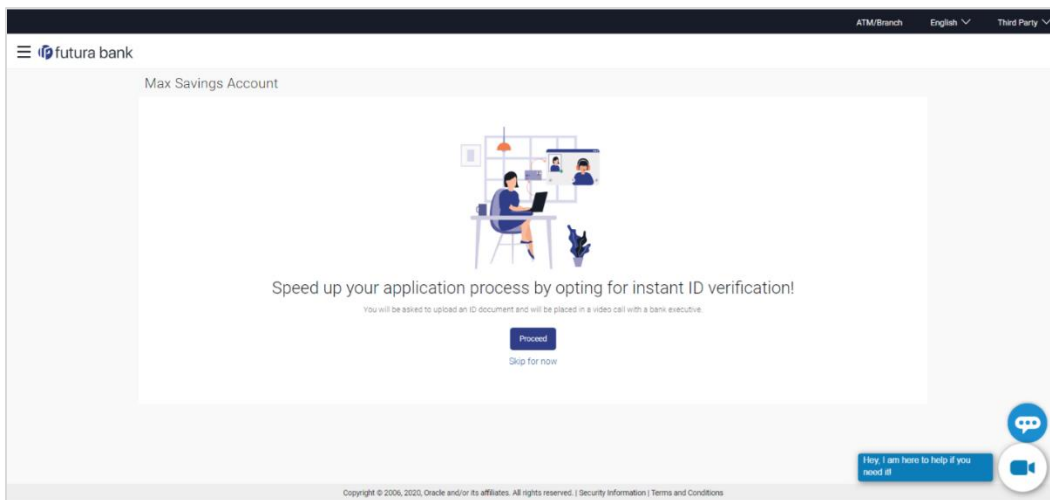 ATM/Branch English Third Party
futura bank
Max Savings Account
Speed up your application process by opting for instant ID verification!
You will be asked to upload an ID document and will be placed in a video call with a bank executive.
Proceed
Skip for now
Hey, I am here to help if you
need it!
Copyright © 2006, 2020, Oracle and/or its affiliates. All rights reserved. | Security Information | Terms and Conditions